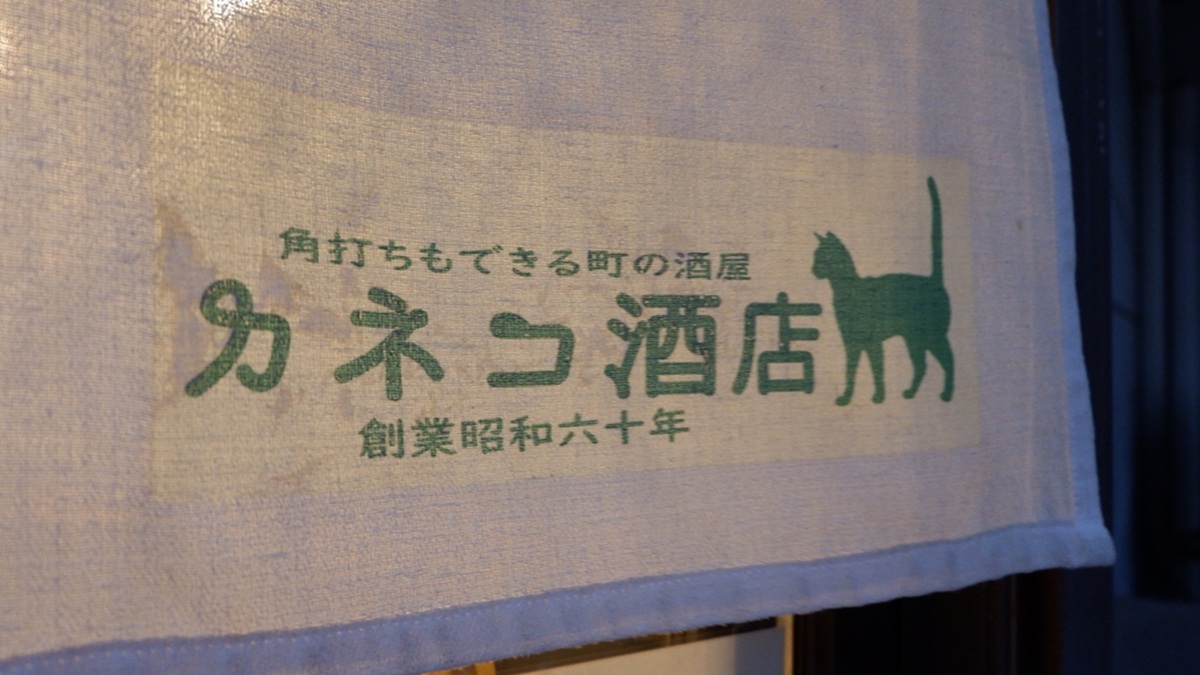 角打ちもできる町の酒屋
カネコ酒店
創業昭和六十年